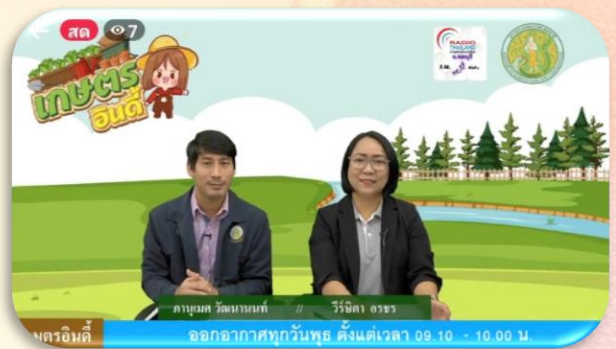 สด 7
เกษตร
อินดี้
RADIO
THAILAND
F.M.
ภานุเมศ วัฒนานนท์ // วีร์ษิตา อรชร
ษตรอินดี้ ออกอากาศทุกวันพุธ ตั้งแต่เวลา 09.10 - 10.00 น.